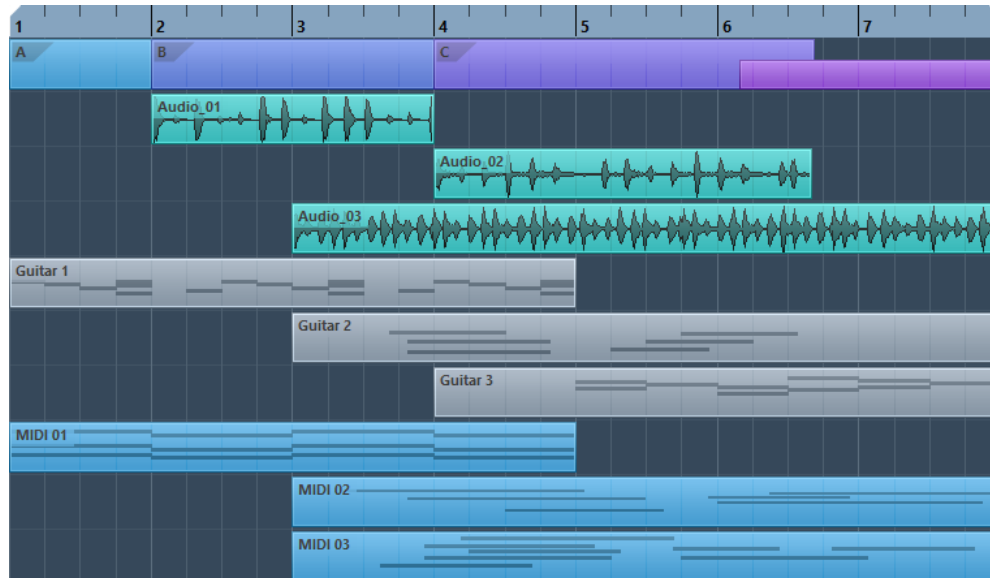 1 2 3 4 5 6 7
A B C
Audio_01
Audio_02
Audio_03
Guitar 1
Guitar 2
Guitar 3
MIDI 01
MIDI 02
MIDI 03